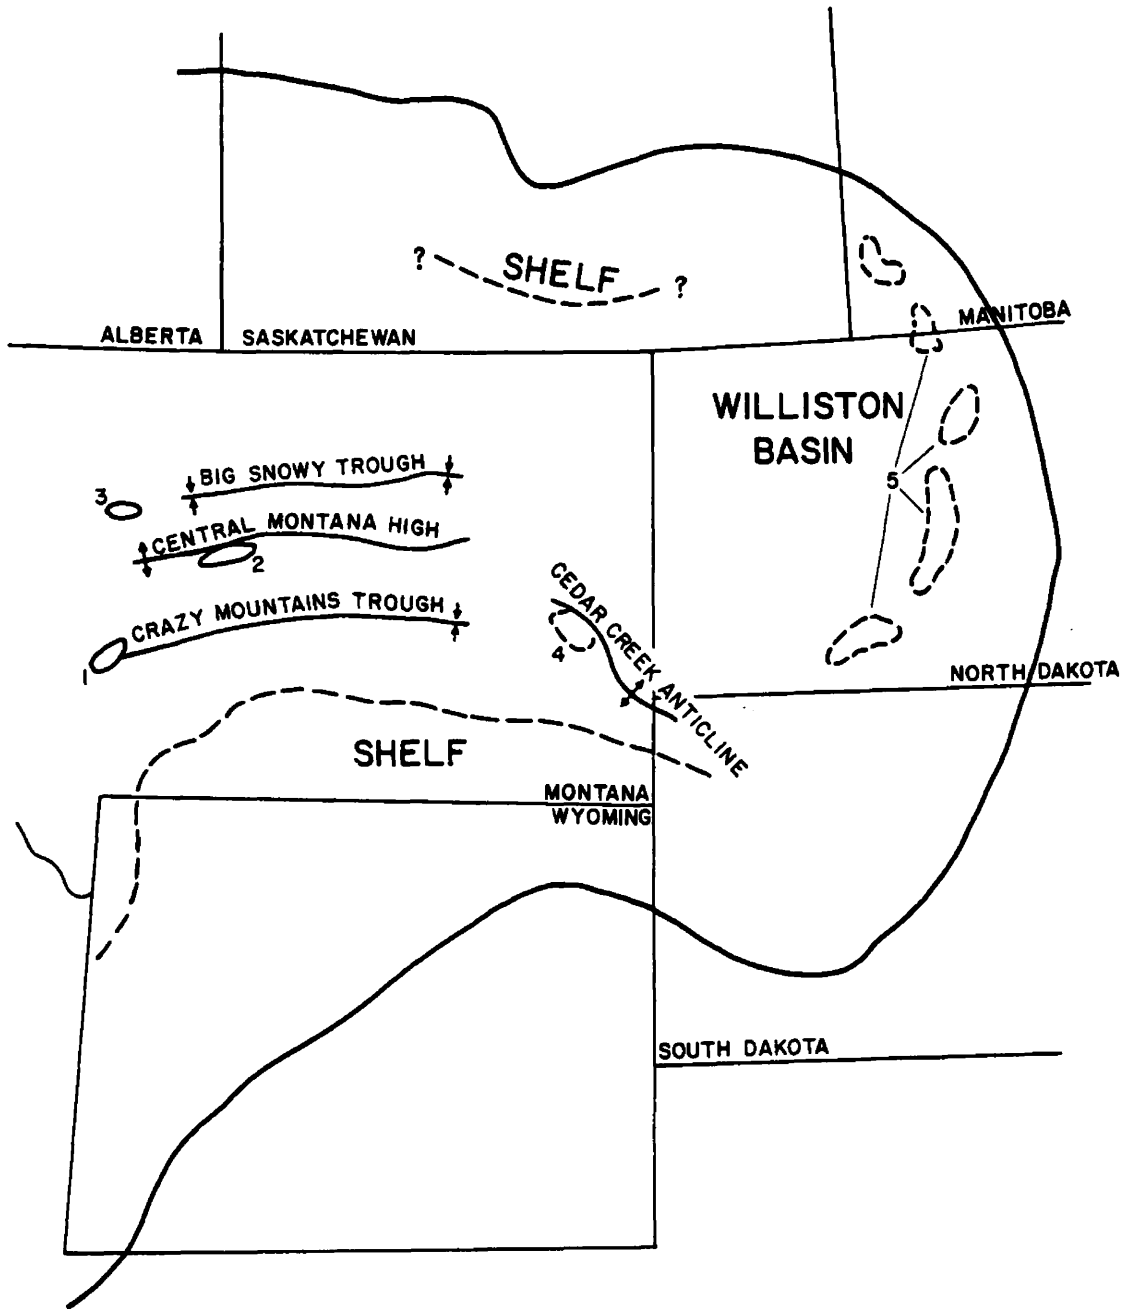 ? SHELF ?
ALBERTA SASKATCHEWAN
MANITOBA
WILLISTON
BASIN
BIG SNOWY TROUGH
3
5
CENTRAL MONTANA HIGH
2
CRAZY MOUNTAINS TROUGH
1
CEDAR CREEK ANTICLINE
4
NORTH DAKOTA
SHELF
MONTANA
WYOMING
SOUTH DAKOTA